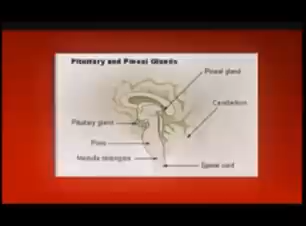 Pituitary and Pineal Glands
Pineal gland
Cerebellum
Pituitary gland
Pons
Medulla oblongata
Spinal cord